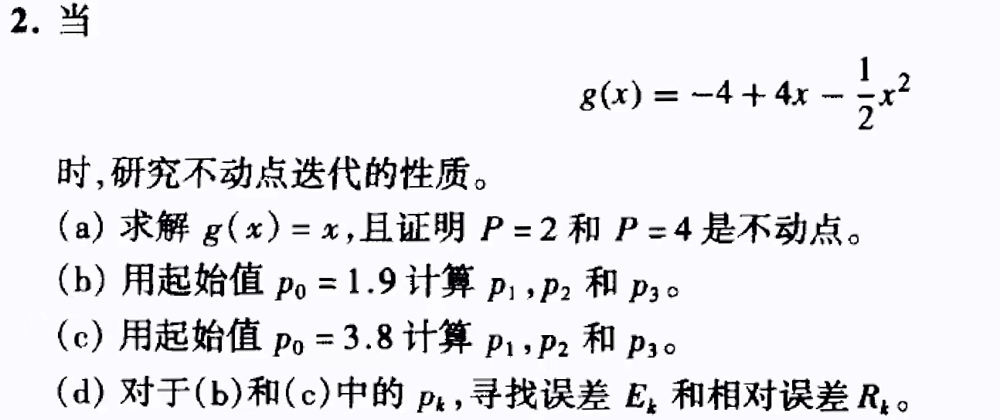 2. 当
g(x) = -4 + 4x - \frac{1}{2}x^2
时,研究不动点迭代的性质。
(a) 求解 g(x) = x,且证明 P = 2 和 P = 4 是不动点。
(b) 用起始值 p_0 = 1.9 计算 p_1,p_2 和 p_3。
(c) 用起始值 p_0 = 3.8 计算 p_1,p_2 和 p_3。
(d) 对于(b)和(c)中的 p_k,寻找误差 E_k 和相对误差 R_k。